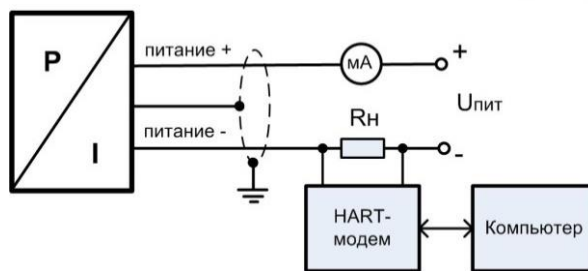 P
I
питание +
питание -
мА
+
Uпит
-
Rн
HART-
модем
Компьютер